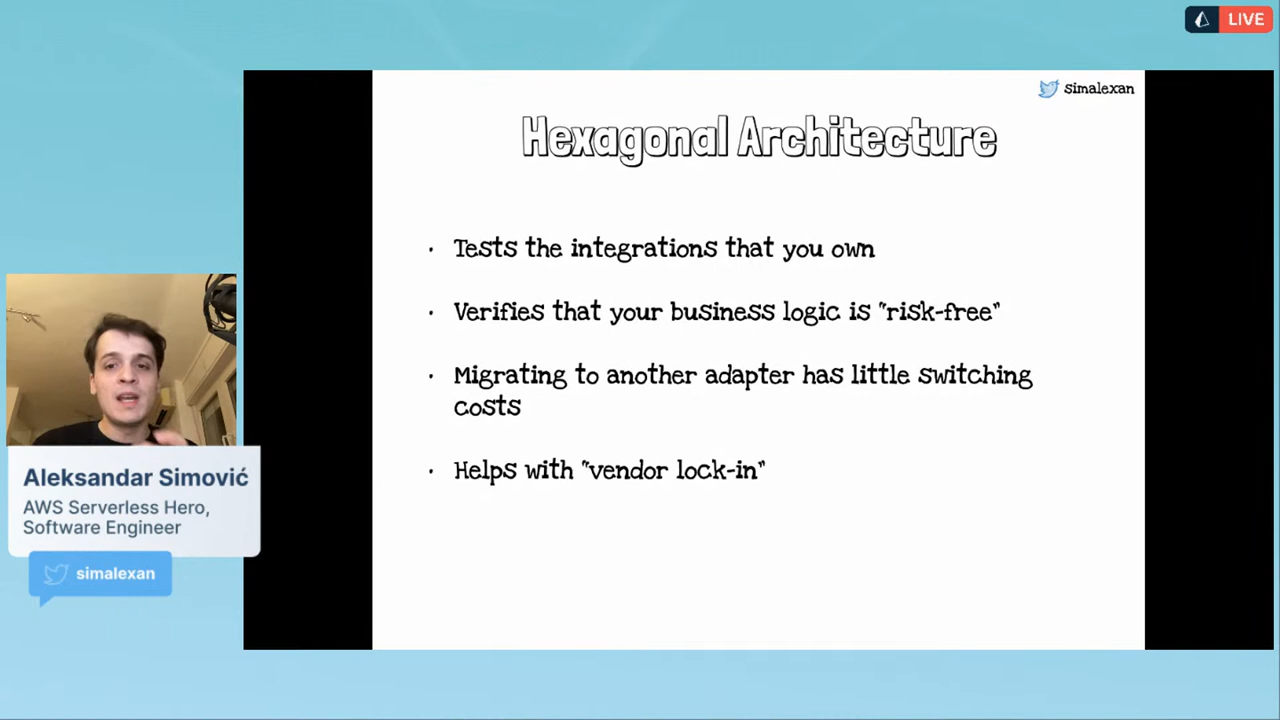 LIVE
simalexan
Hexagonal Architecture
· Tests the integrations that you own
· Verifies that your business logic is "risk-free"
· Migrating to another adapter has little switching
costs
· Helps with "vendor lock-in"
Aleksandar Simović
AWS Serverless Hero,
Software Engineer
simalexan